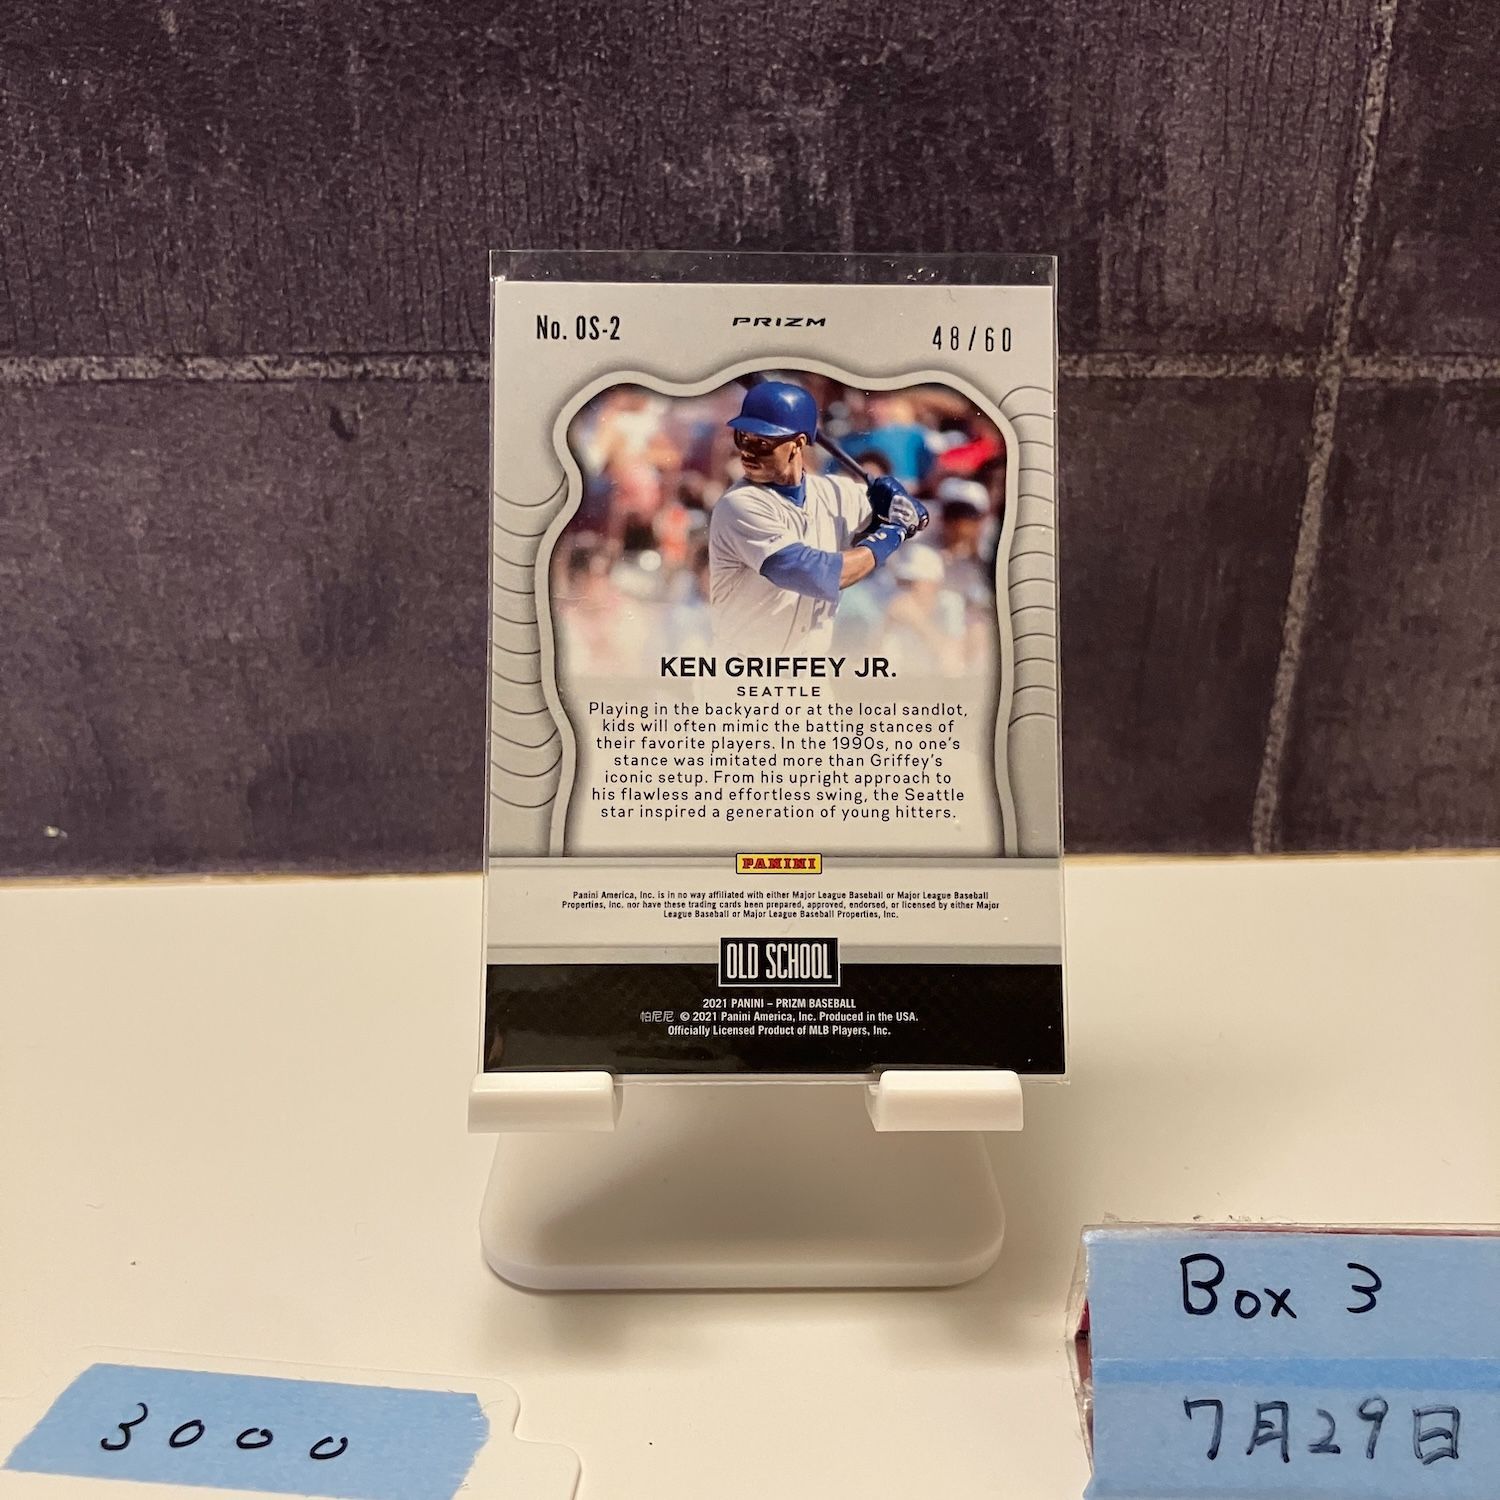 No. OS-2
PRIZM
48/60
KEN GRIFFEY JR.
SEATTLE
Playing in the backyard or at the local sandlot,
kids will often mimic the batting stances of
their favorite players. In the 1990s, no one's
stance was imitated more than Griffey's
iconic setup. From his upright approach to
his flawless and effortless swing, the Seattle
star inspired a generation of young hitters.
PANINI
Panini America, Inc. is in no way affiliated with either Major League Baseball or Major League Baseball
Properties, Inc. nor have these trading cards been prepared, approved, endorsed, or licensed by either Major
League Baseball or Major League Baseball Properties, Inc.
OLD SCHOOL
2021 PANINI – PRIZM BASEBALL
帕尼尼 © 2021 Panini America, Inc. Produced in the USA.
Officially Licensed Product of MLB Players, Inc.
Box 3
7月29日
3000